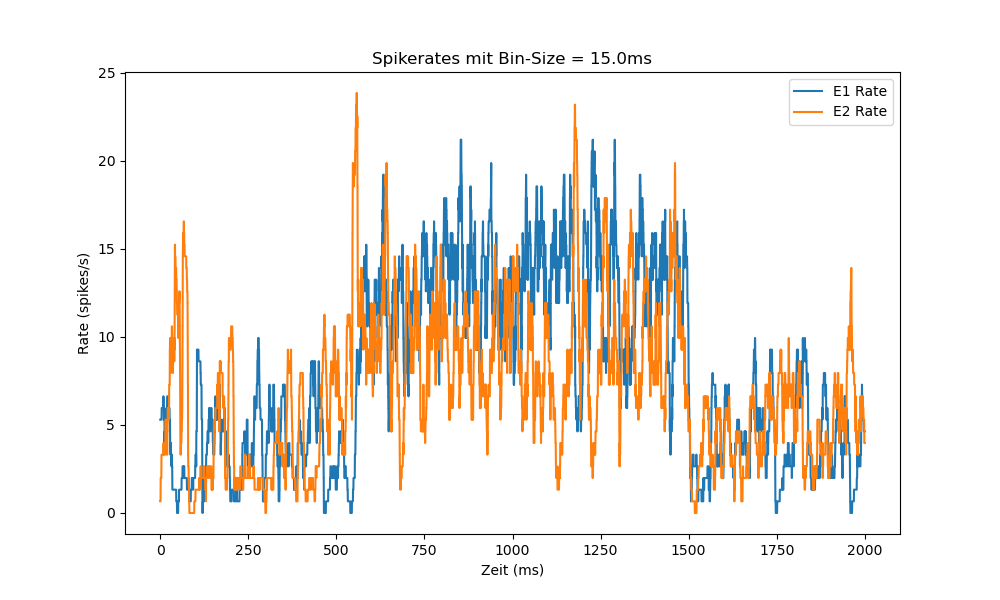 Spikerates mit Bin-Size = 15.0ms
E1 Rate
E2 Rate
25
20
15
10
5
0
Rate (spikes/s)
0 250 500 750 1000 1250 1500 1750 2000
Zeit (ms)